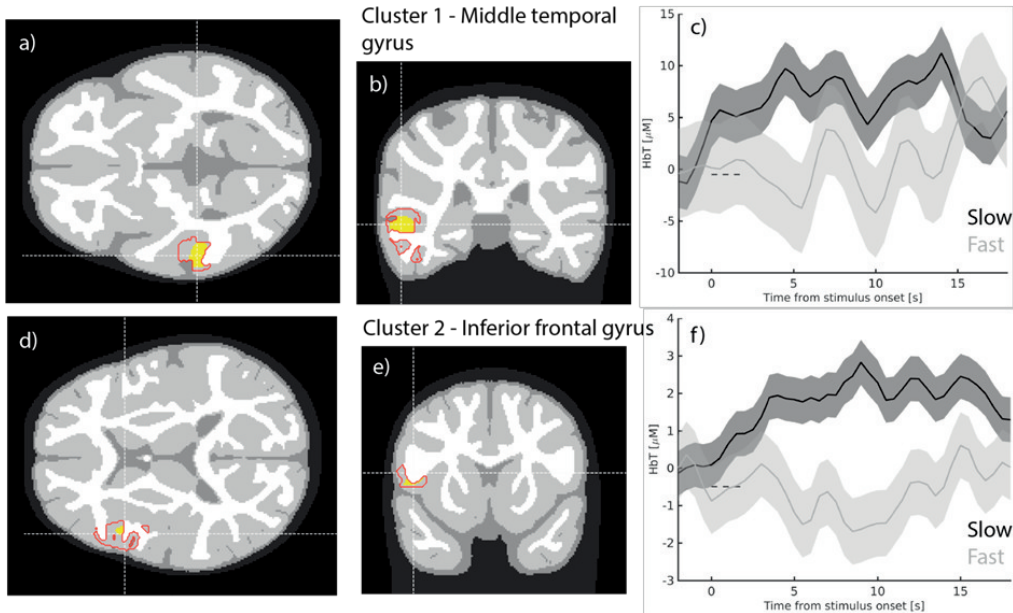 Cluster 1 - Middle temporal
gyrus
a)
b)
c)
15
10
5
0
-5
-10
HbT [μM]
Slow
Fast
0 5 10 15
Time from stimulus onset [s]
Cluster 2 - Inferior frontal gyrus
d)
e)
f)
4
3
2
1
0
-1
-2
-3
HbT [μM]
Slow
Fast
0 5 10 15
Time from stimulus onset [s]